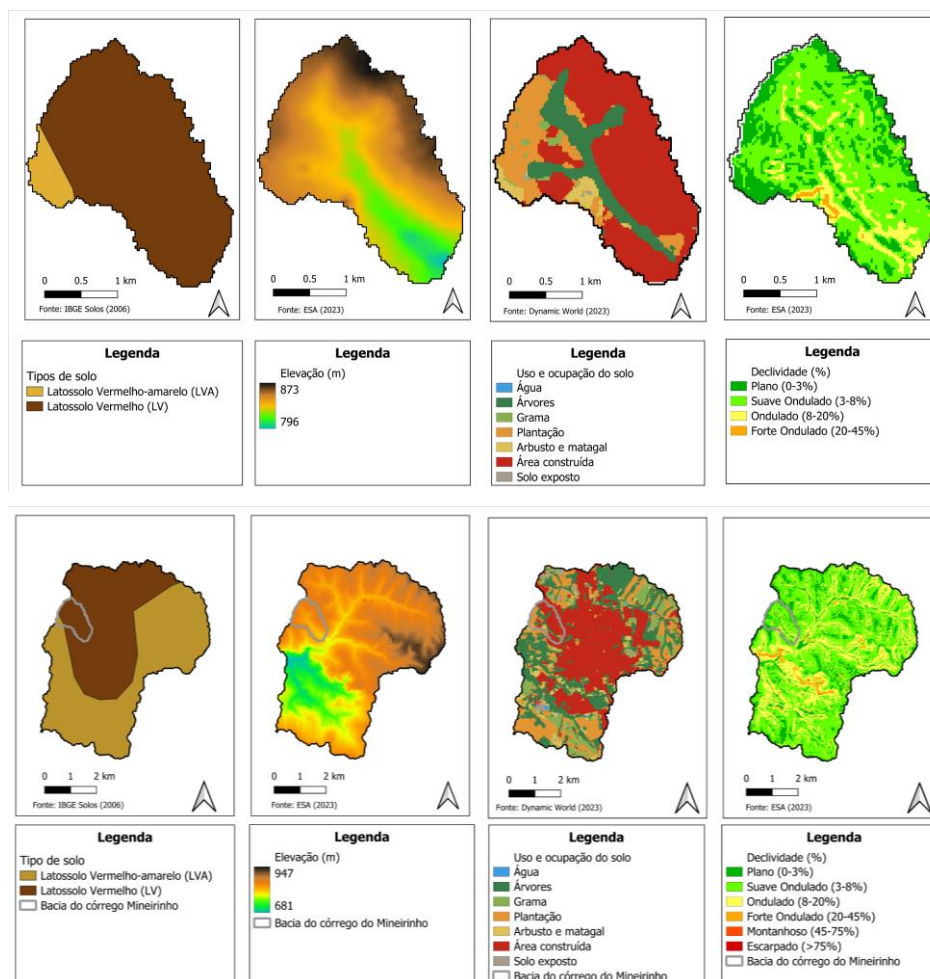 0 0.5 1 km
Fonte: IBGE Solos (2006)
0 0.5 1 km
Fonte: ESA (2023)
0 0.5 1 km
Fonte: Dynamic World (2023)
0 0.5 1 km
Fonte: ESA (2023)
Legenda
Tipos de solo
Latossolo Vermelho-amarelo (LVA)
Latossolo Vermelho (LV)
Legenda
Elevação (m)
873
796
Legenda
Uso e ocupação do solo
Água
Árvores
Grama
Plantação
Arbusto e matagal
Área construída
Solo exposto
Legenda
Declividade (%)
Plano (0-3%)
Suave Ondulado (3-8%)
Ondulado (8-20%)
Forte Ondulado (20-45%)
0 1 2 km
Fonte: IBGE Solos (2006)
0 1 2 km
Fonte: ESA (2023)
0 1 2 km
Fonte: Dynamic World (2023)
0 1 2 km
Fonte: ESA (2023)
Legenda
Tipo de solo
Latossolo Vermelho-amarelo (LVA)
Latossolo Vermelho (LV)
Bacia do córrego Mineirinho
Legenda
Elevação (m)
947
681
Bacia do córrego Mineirinho
Legenda
Uso e ocupação do solo
Água
Árvores
Grama
Plantação
Arbusto e matagal
Área construída
Solo exposto
Bacia do córrego do Mineirinho
Legenda
Declividade (%)
Plano (0-3%)
Suave Ondulado (3-8%)
Ondulado (8-20%)
Forte Ondulado (20-45%)
Montanhoso (45-75%)
Escarpado (>75%)
Bacia do córrego do Mineirinho